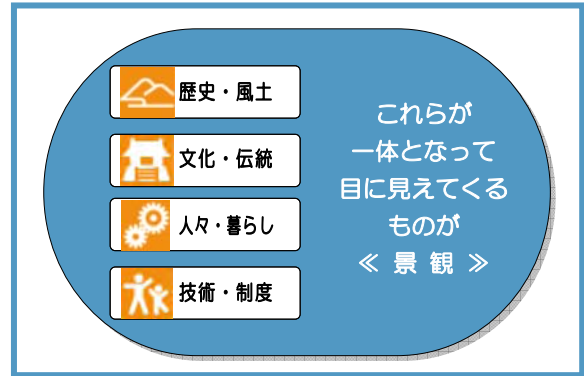 歴史・風土
文化・伝統
人々・暮らし
技術・制度
これらが
一体となって
目に見えてくる
ものが
≪ 景 観 ≫